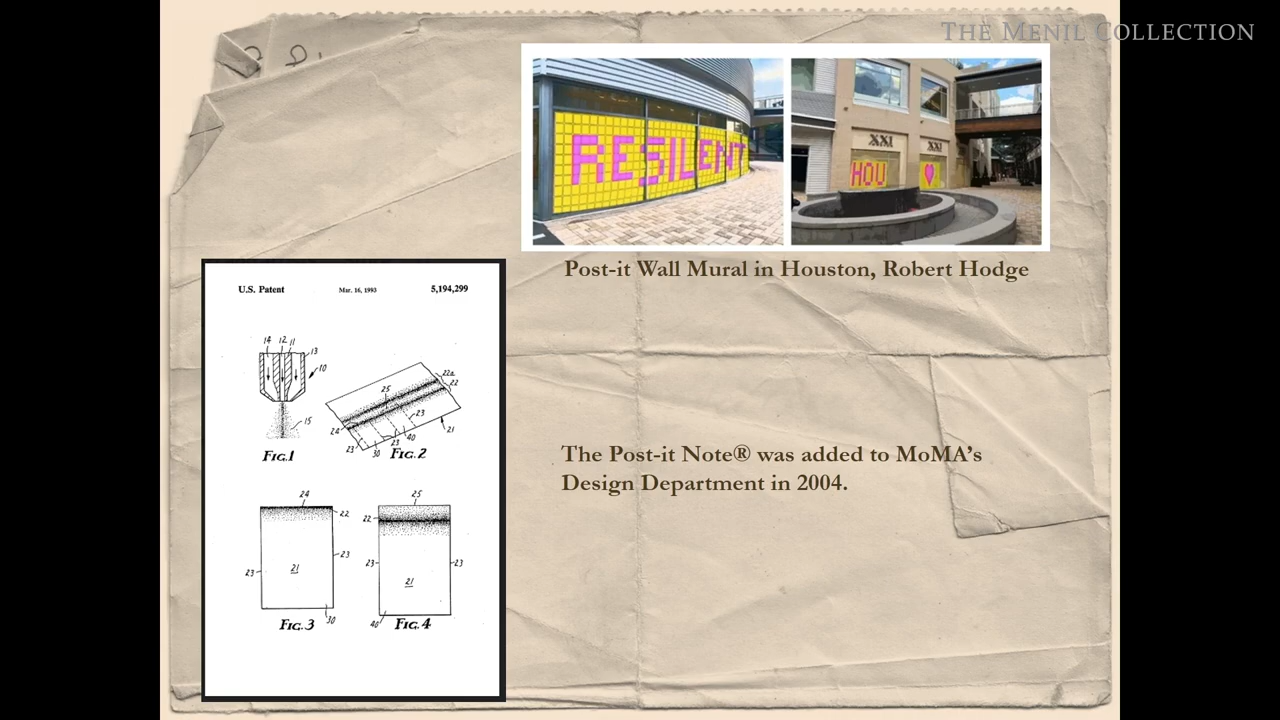 THE MENIL COLLECTION
RESILIENT
XXI
XXI
HOU
Post-it Wall Mural in Houston, Robert Hodge
U.S. Patent Mar. 16, 1993 5,194,299
14 12 11
13
10
15
FIG.1
22a
22
25
24
23
23
23
40
30
21
FIG.2
The Post-it Note® was added to MoMA’s
Design Department in 2004.
24
22
23
23
21
30
FIG.3
25
22
23
23
21
40
FIG.4